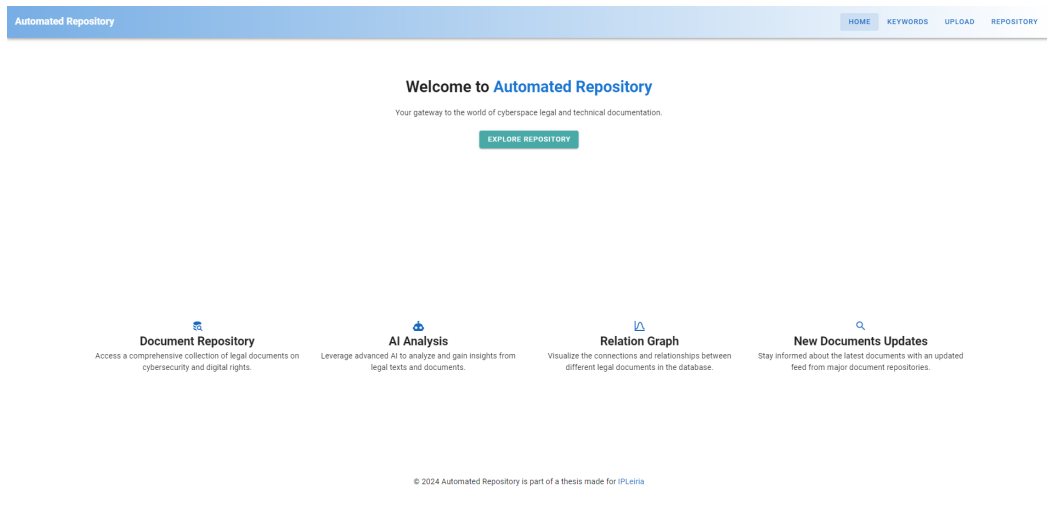 Automated Repository
HOME KEYWORDS UPLOAD REPOSITORY
Welcome to Automated Repository
Your gateway to the world of cyberspace legal and technical documentation.
EXPLORE REPOSITORY
Document Repository
Access a comprehensive collection of legal documents on
cybersecurity and digital rights.
AI Analysis
Leverage advanced AI to analyze and gain insights from
legal texts and documents.
Relation Graph
Visualize the connections and relationships between
different legal documents in the database.
New Documents Updates
Stay informed about the latest documents with an updated
feed from major document repositories.
© 2024 Automated Repository is part of a thesis made for IPLeiria